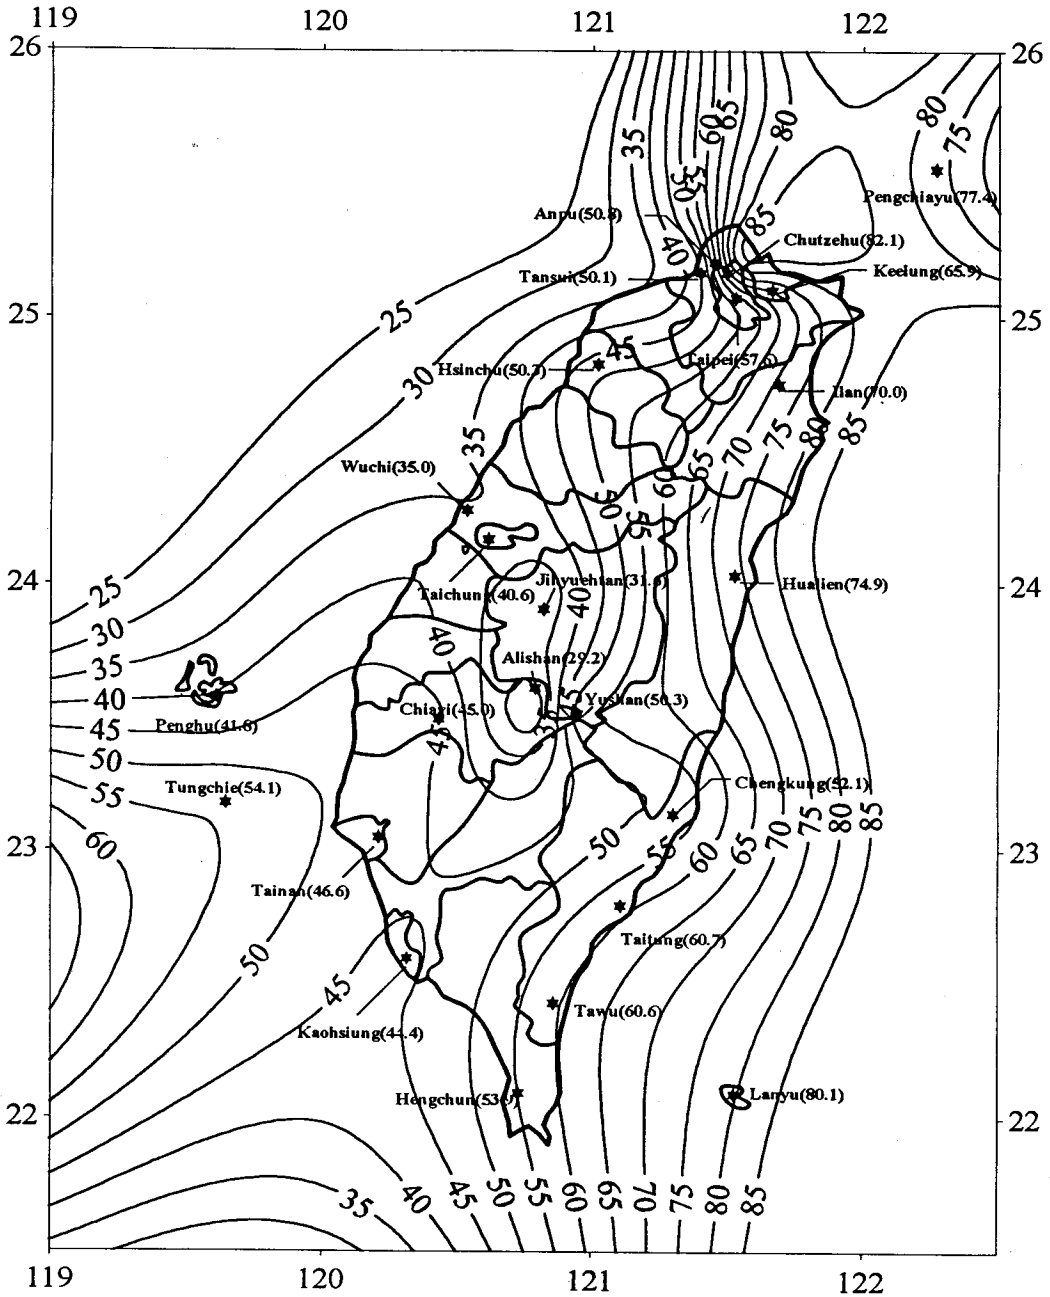 119 120 121 122
26 26
35 60 65 80 80 75
50 55
Pengchiayu(77.4)
Anpu(50.8) 85
Chutzehu(82.1)
40
Tansui(50.1) Keelung(65.9)
25 25 25
45
Taipei(57.6)
Hsinchu(50.7)
30 Ilan(70.0)
35 65 70 75 80 85
Wuchi(35.0)
60
50 55
24 24
25 Hualien(74.9)
Taichung(40.6) 40
30
40
35 Alishan(29.2)
40 Yushan(50.3)
45 Penghu(41.6) Chiayi(45.0) 45
45
50
55 Tungchie(54.1) Chengkung(52.1)
60 50 55 60 65 70 75 80 85
23 23
Tainan(46.6)
Taitung(60.7)
50
45
Tawu(60.6)
Kaohsiung(44.4)
Lanyu(80.1)
22 22
35 40 45 50 55 60 65 70 75 80 85
119 120 121 122